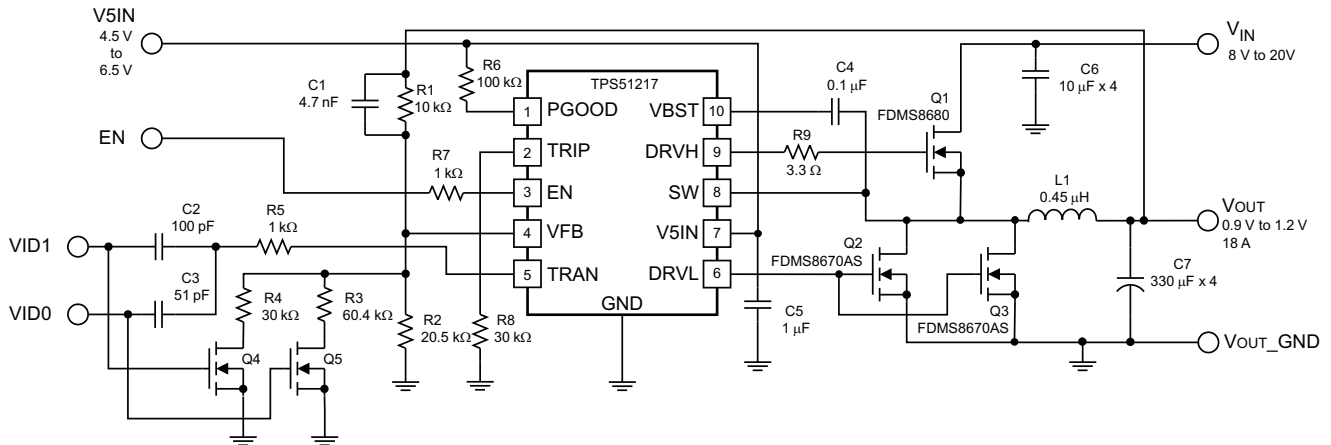 V5IN
4.5 V
to
6.5 V
EN
VID1
VID0
C2
100 pF
C3
51 pF
R5
1 kΩ
C1
4.7 nF
R1
10 kΩ
R6
100 kΩ
R7
1 kΩ
R4
30 kΩ
R3
60.4 kΩ
R2
20.5 kΩ
R8
30 kΩ
Q4
Q5
TPS51217
1 PGOOD
2 TRIP
3 EN
4 VFB
5 TRAN
GND
VBST 10
DRVH 9
SW 8
V5IN 7
DRVL 6
C4
0.1 μF
R9
3.3 Ω
C5
1 μF
Q1
FDMS8680
Q2
FDMS8670AS
Q3
FDMS8670AS
C6
10 μF x 4
L1
0.45 μH
C7
330 μF x 4
VIN
8 V to 20V
VOUT
0.9 V to 1.2 V
18 A
VOUT_GND